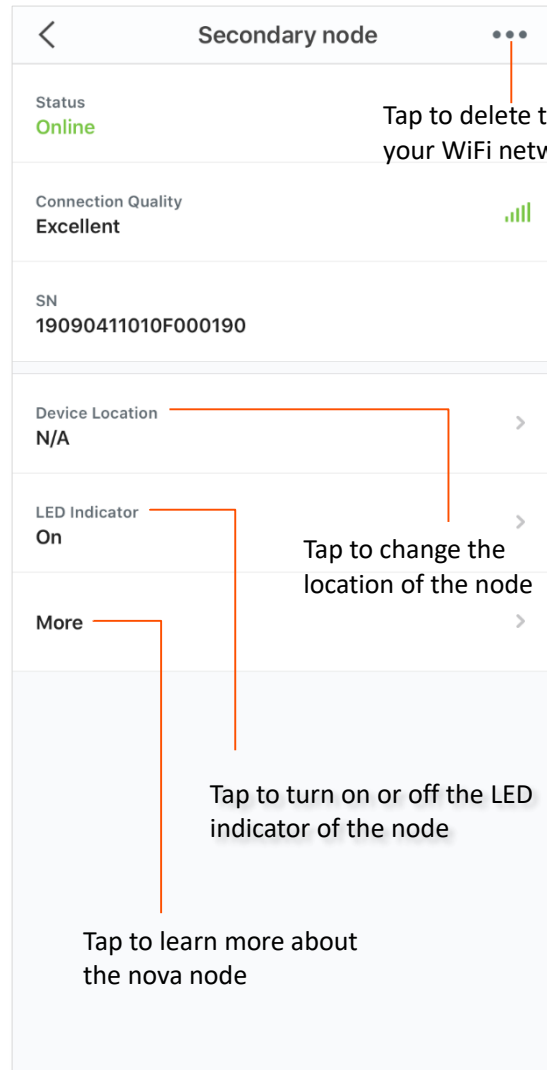 Secondary node
Status
Online
Tap to delete
your WiFi
Connection Quality
Excellent
SN
19090411010F000190
Device Location
N/A
LED Indicator
On
Tap to change the
location of the node
More
Tap to turn on or off the LED
indicator of the node
Tap to learn more about
the nova node